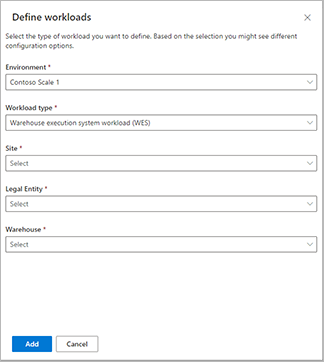 Define workloads
Select the type of workload you want to define. Based on the selection you might see different
configuration options.
Environment *
Contoso Scale 1
Workload type *
Warehouse execution system workload (WES)
Site *
Select
Legal Entity *
Select
Warehouse *
Select
Add Cancel